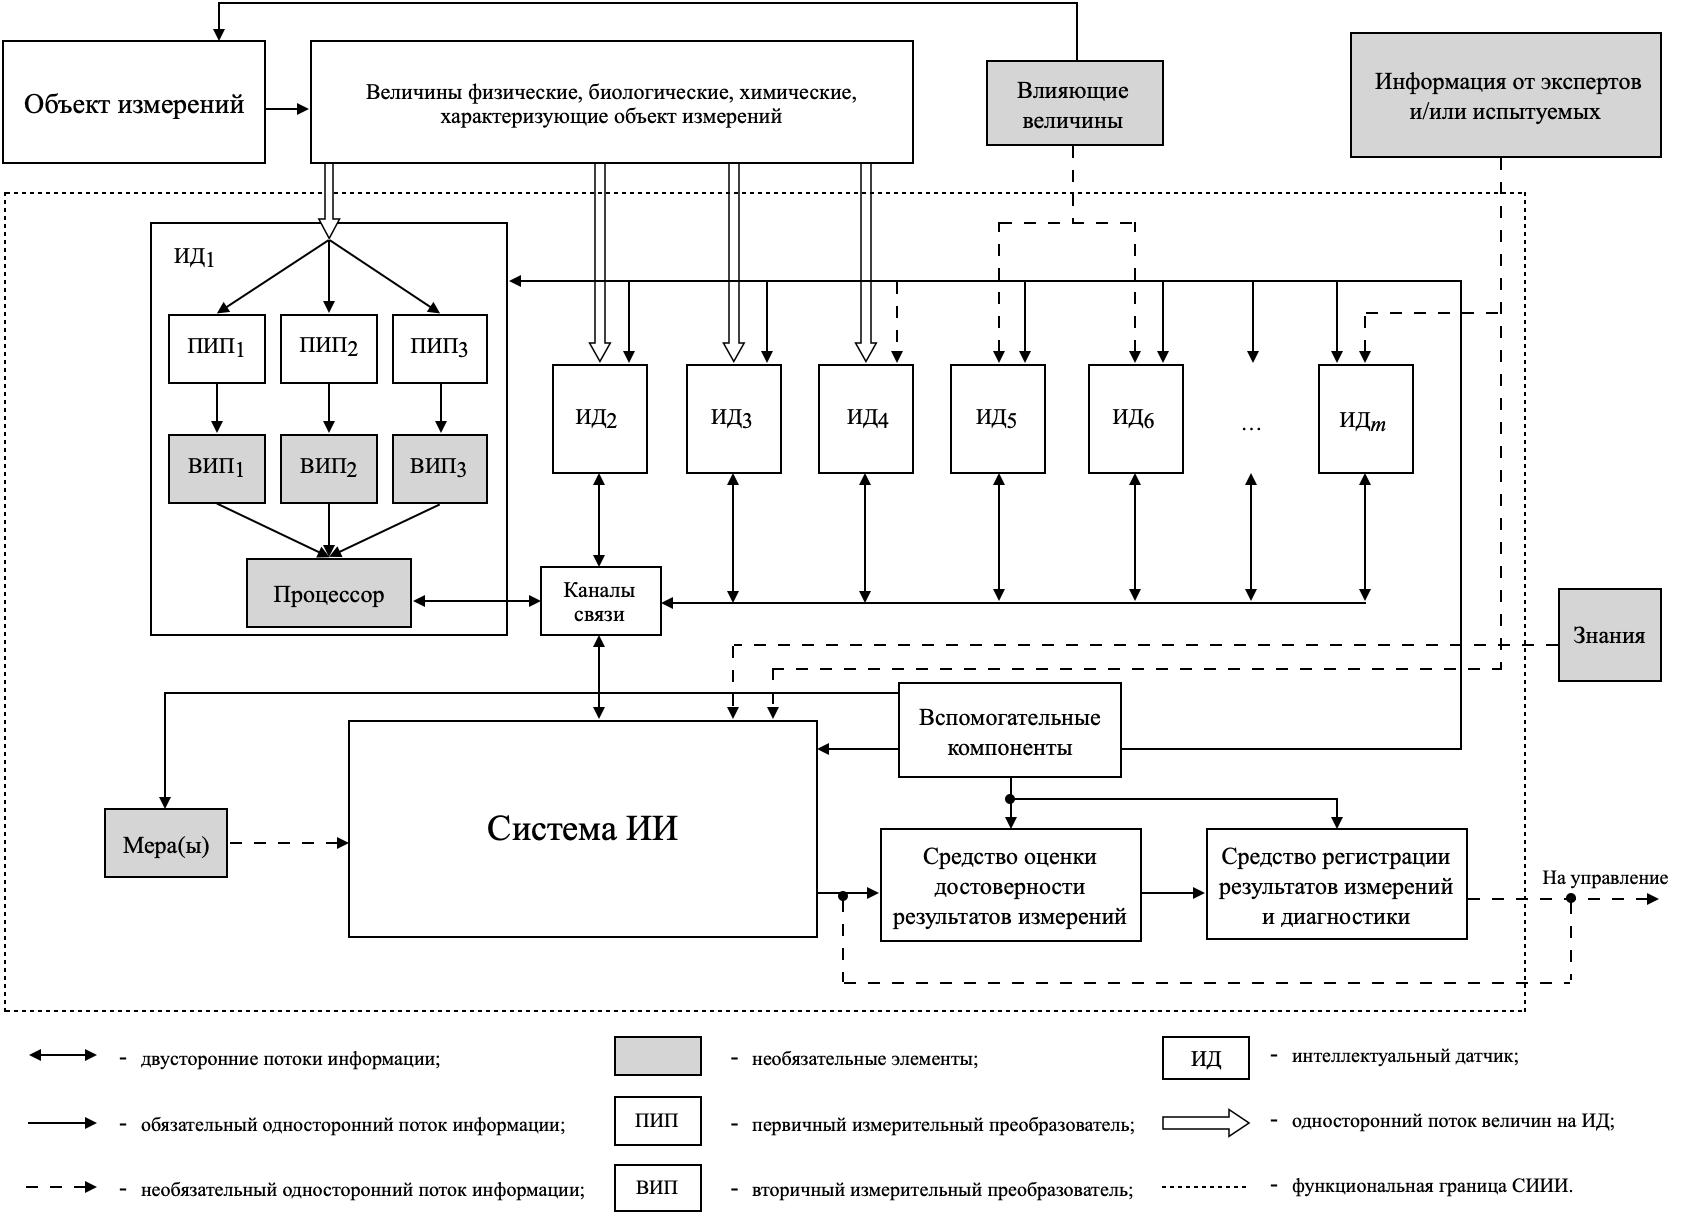 Объект измерений
Величины физические, биологические, химические,
характеризующие объект измерений
Влияющие
величины
Информация от экспертов
и/или испытуемых
ИД1
ПИП1
ПИП2
ПИП3
ВИП1
ВИП2
ВИП3
Процессор
ИД2
ИД3
ИД4
ИД5
ИД6
...
ИДm
Каналы
связи
Знания
Вспомогательные
компоненты
Мера(ы)
Система ИИ
Средство оценки
достоверности
результатов измерений
Средство регистрации
результатов измерений
и диагностики
На управление
- двусторонние потоки информации;
- обязательный односторонний поток информации;
- необязательный односторонний поток информации;
- необязательные элементы;
ПИП - первичный измерительный преобразователь;
ВИП - вторичный измерительный преобразователь;
ИД - интеллектуальный датчик;
- односторонний поток величин на ИД;
- функциональная граница СИИИ.